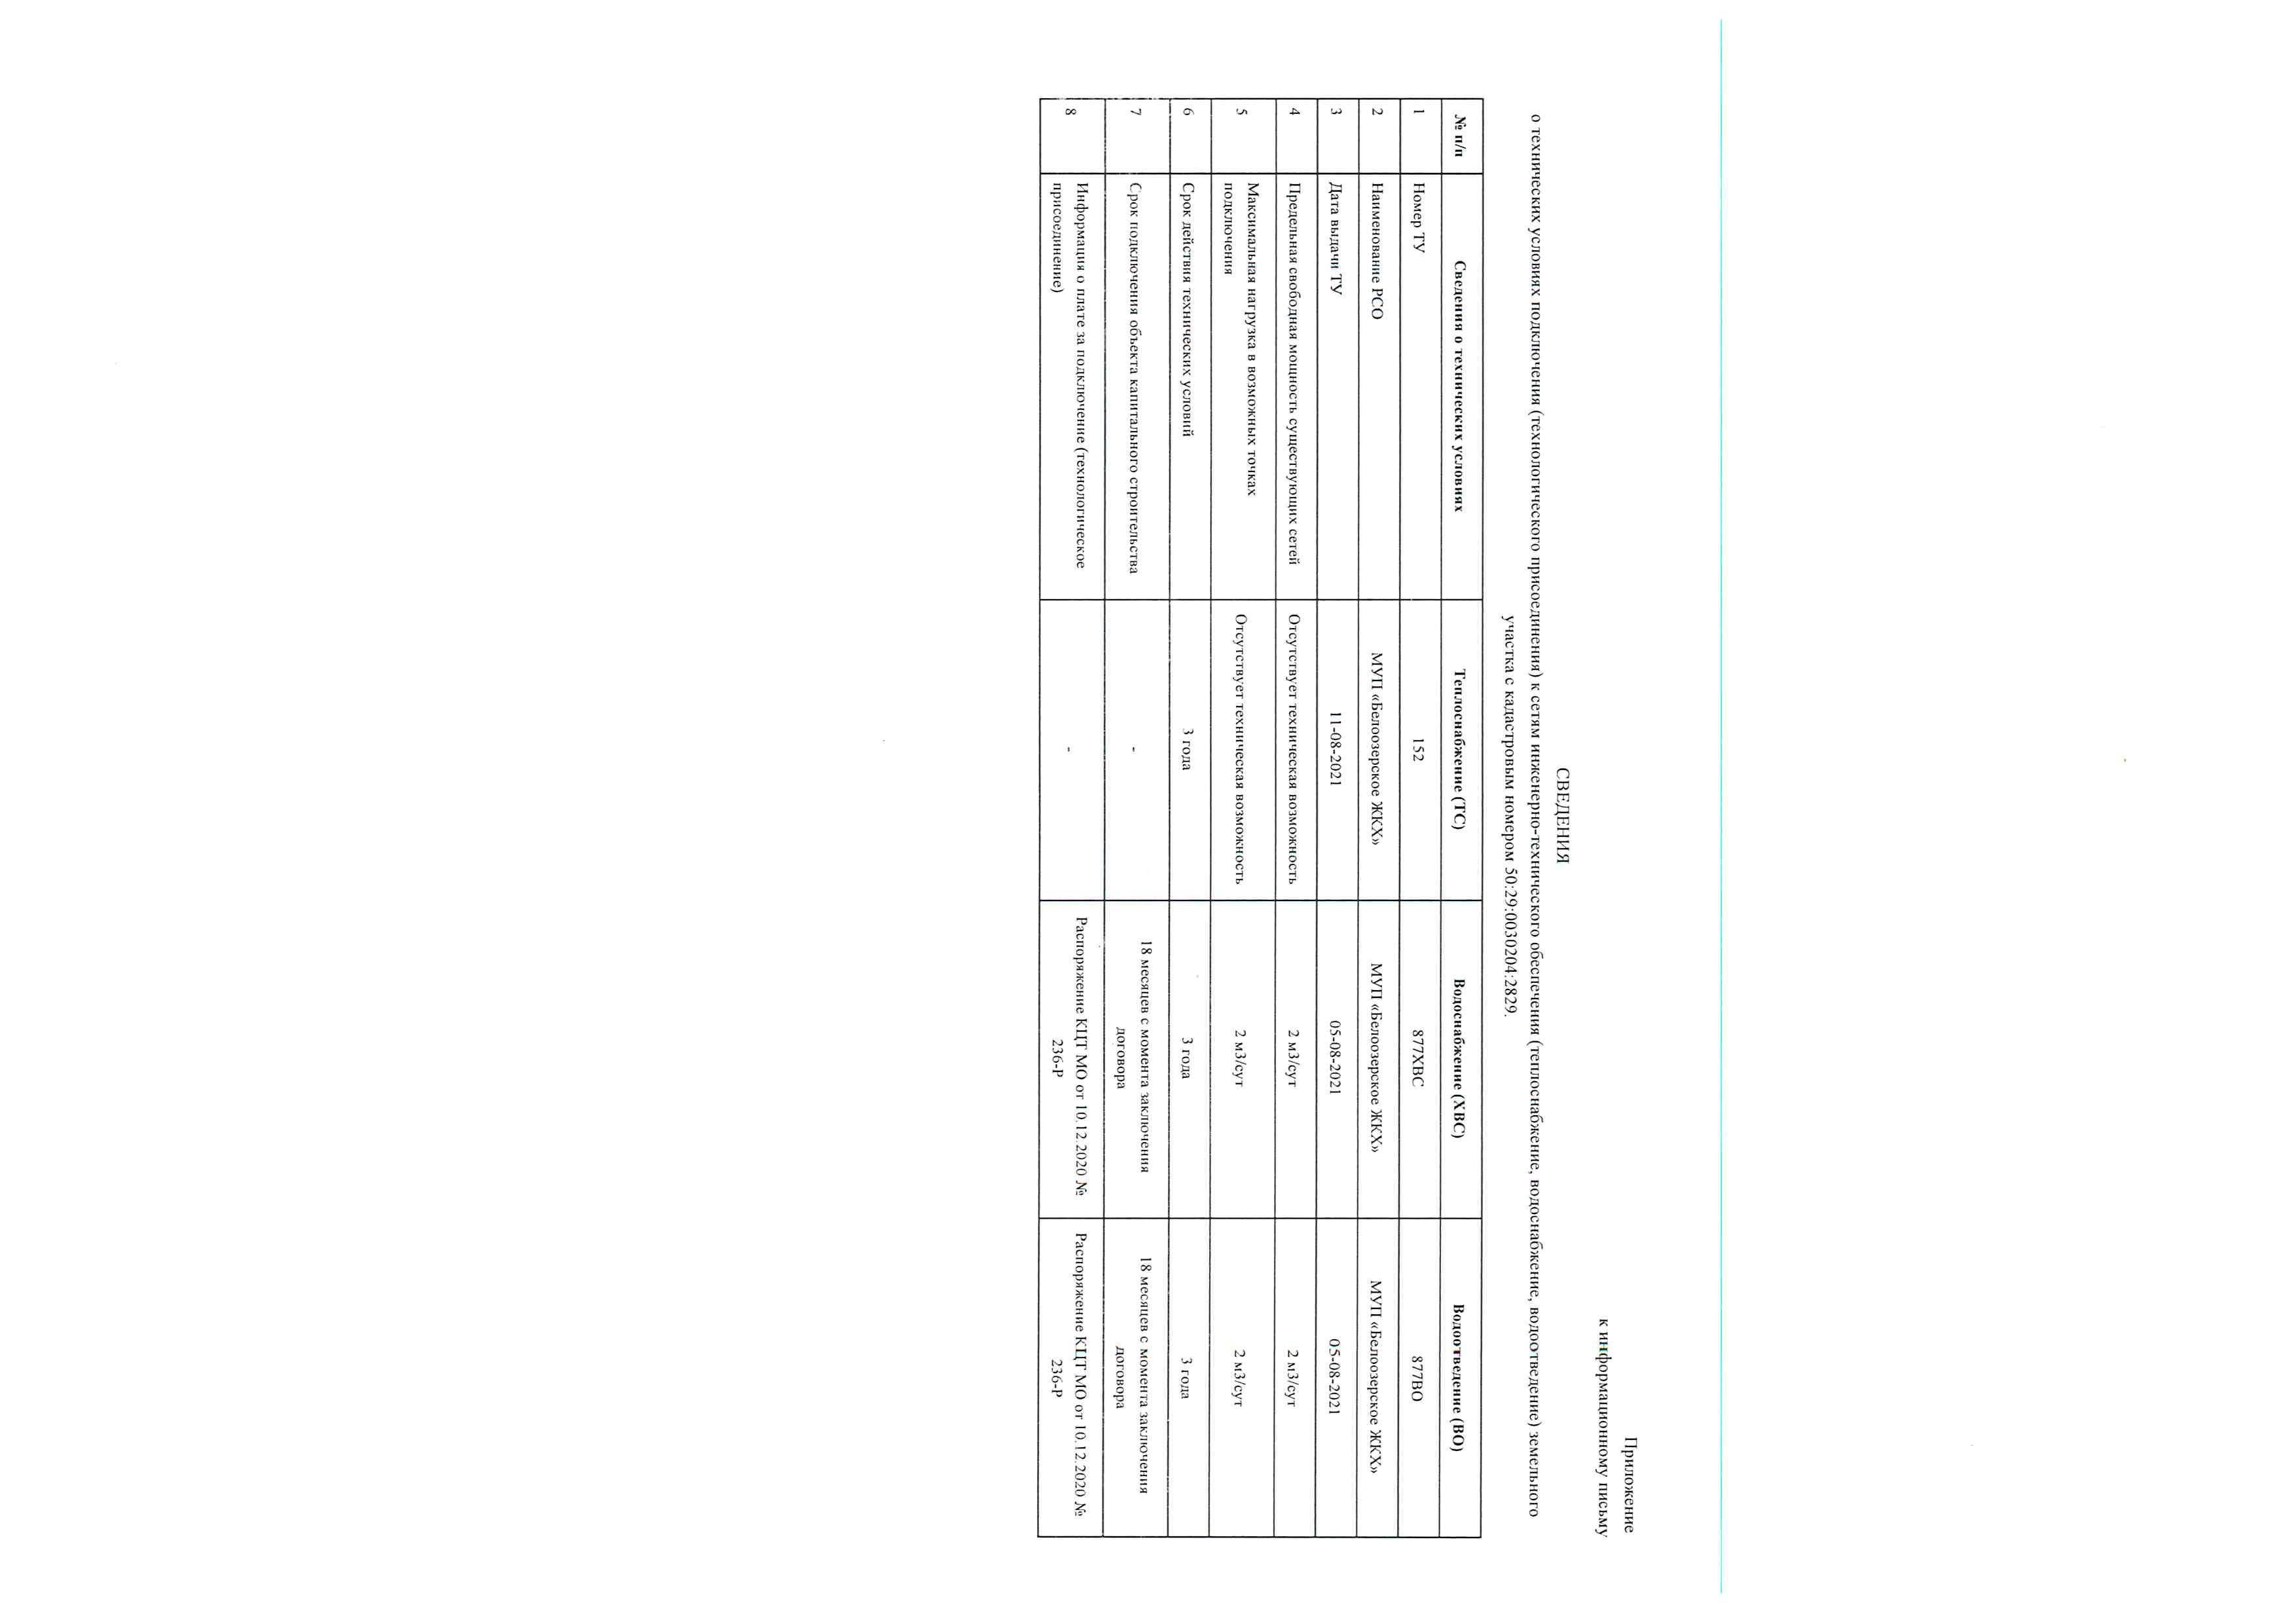 Приложение
к информационному письму
СВЕДЕНИЯ
о технических условиях подключения (технологического присоединения) к сетям инженерно-технического обеспечения (теплоснабжение, водоснабжение, водоотведение) земельного
участка с кадастровым номером 50:29:0030204:2829.
№ п/п Сведения о технических условиях Теплоснабжение (ТС) Водоснабжение (ХВС) Водоотведение (ВО)
1 Номер ТУ 152 877ХВС 877ВО
2 Наименование РСО МУП «Белоозерское ЖКХ» МУП «Белоозерское ЖКХ» МУП «Белоозерское ЖКХ»
3 Дата выдачи ТУ 11-08-2021 05-08-2021 05-08-2021
4 Предельная свободная мощность существующих сетей Отсутствует техническая возможность 2 м3/сут 2 м3/сут
5 Максимальная нагрузка в возможных точках
подключения Отсутствует техническая возможность 2 м3/сут 2 м3/сут
6 Срок действия технических условий 3 года 3 года 3 года
7 Срок подключения объекта капитального строительства - 18 месяцев с момента заключения
договора
18 месяцев с момента заключения
договора
8 Информация о плате за подключение (технологическое
присоединение) - Распоряжение КЦТ МО от 10.12.2020 №
236-Р
Распоряжение КЦТ МО от 10.12.2020 №
236-Р